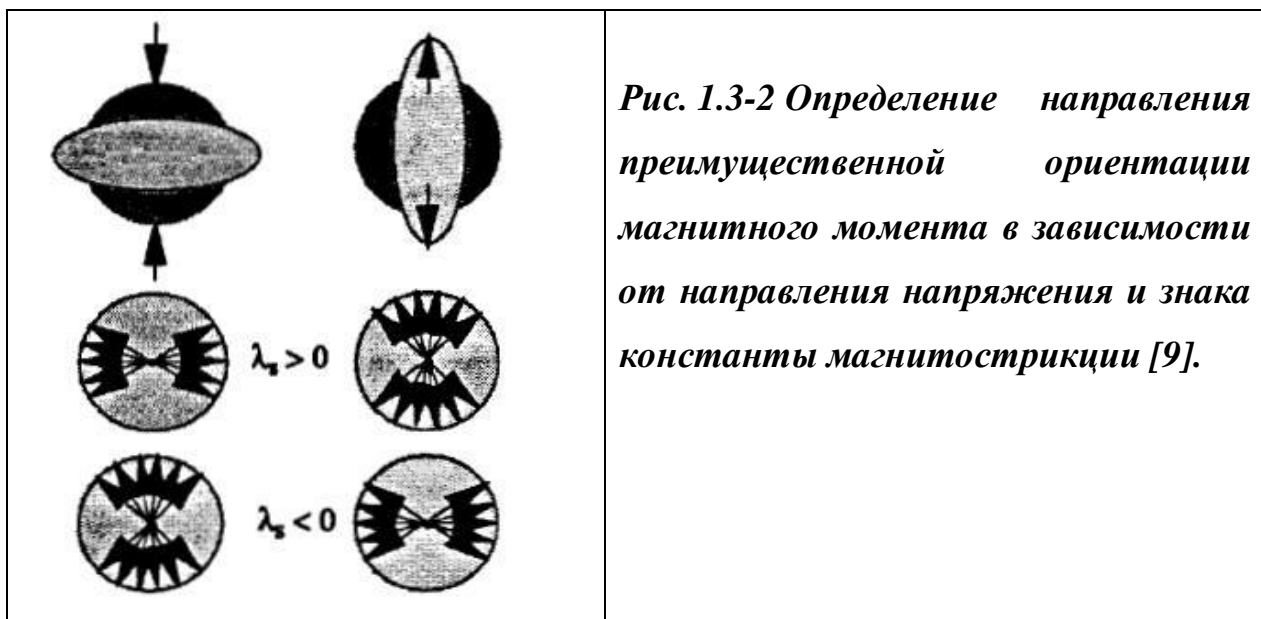 λs > 0
λs < 0
Рис. 1.3-2 Определение направления
преимущественной ориентации
магнитного момента в зависимости
от направления напряжения и знака
константы магнитострикции [9].